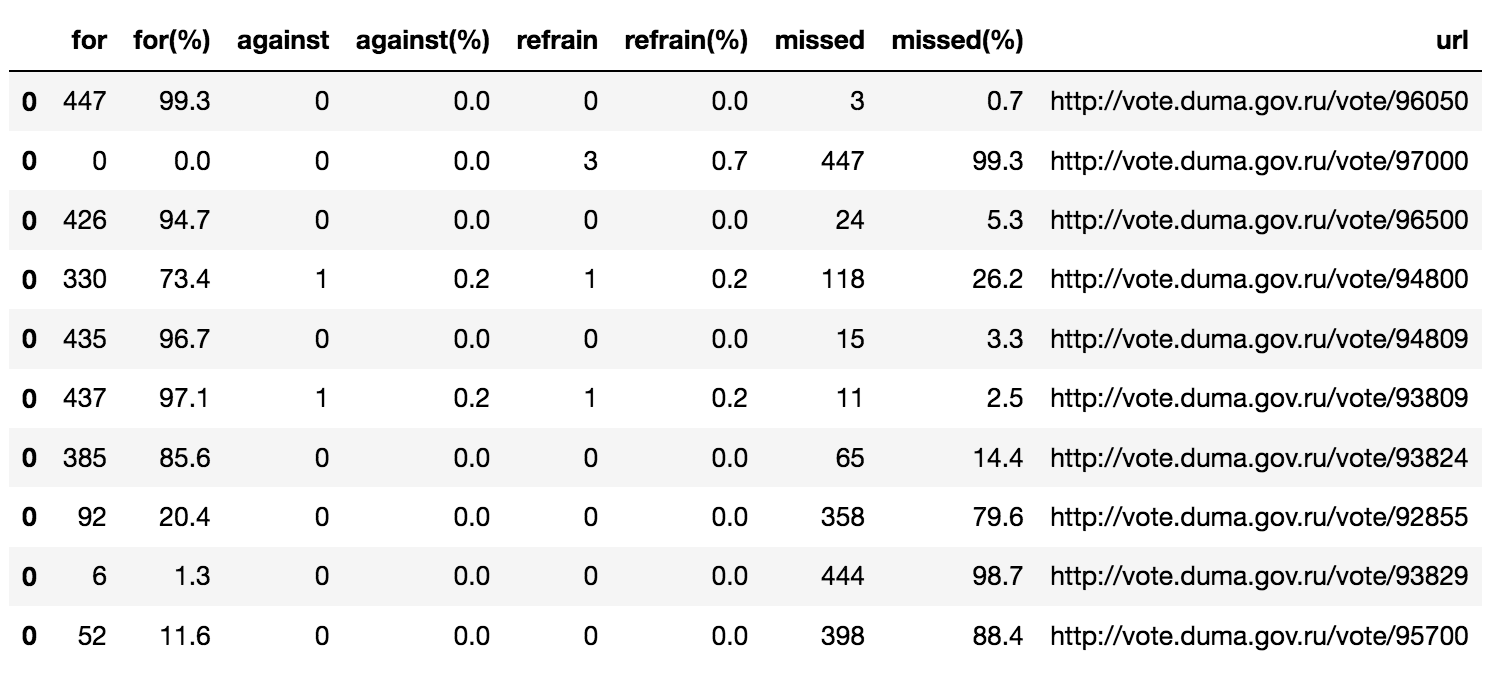 for for(%) against against(%) refrain refrain(%) missed missed(%) url
0 447 99.3 0 0.0 0 0.0 3 0.7 http://vote.duma.gov.ru/vote/96050
0 0 0.0 0 0.0 3 0.7 447 99.3 http://vote.duma.gov.ru/vote/97000
0 426 94.7 0 0.0 0 0.0 24 5.3 http://vote.duma.gov.ru/vote/96500
0 330 73.4 1 0.2 1 0.2 118 26.2 http://vote.duma.gov.ru/vote/94800
0 435 96.7 0 0.0 0 0.0 15 3.3 http://vote.duma.gov.ru/vote/94809
0 437 97.1 1 0.2 1 0.2 11 2.5 http://vote.duma.gov.ru/vote/93809
0 385 85.6 0 0.0 0 0.0 65 14.4 http://vote.duma.gov.ru/vote/93824
0 92 20.4 0 0.0 0 0.0 358 79.6 http://vote.duma.gov.ru/vote/92855
0 6 1.3 0 0.0 0 0.0 444 98.7 http://vote.duma.gov.ru/vote/93829
0 52 11.6 0 0.0 0 0.0 398 88.4 http://vote.duma.gov.ru/vote/95700